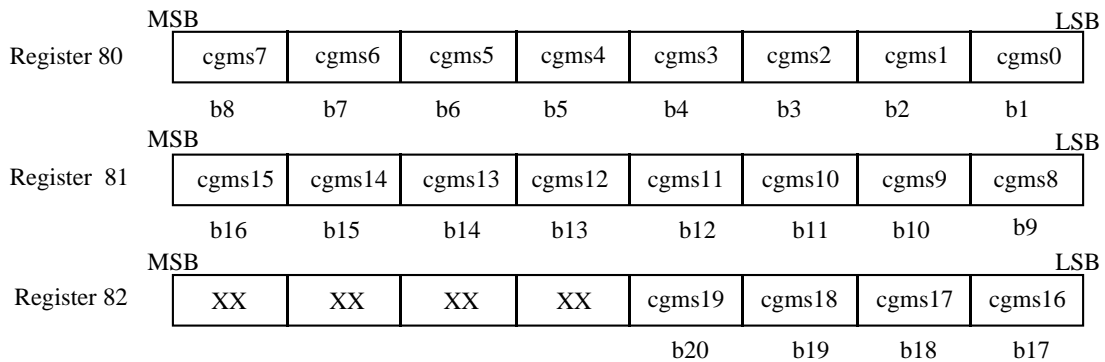 MSB LSB
Register 80 cgms7 cgms6 cgms5 cgms4 cgms3 cgms2 cgms1 cgms0
b8 b7 b6 b5 b4 b3 b2 b1
MSB LSB
Register 81 cgms15 cgms14 cgms13 cgms12 cgms11 cgms10 cgms9 cgms8
b16 b15 b14 b13 b12 b11 b10 b9
MSB LSB
Register 82 XX XX XX XX cgms19 cgms18 cgms17 cgms16
b20 b19 b18 b17